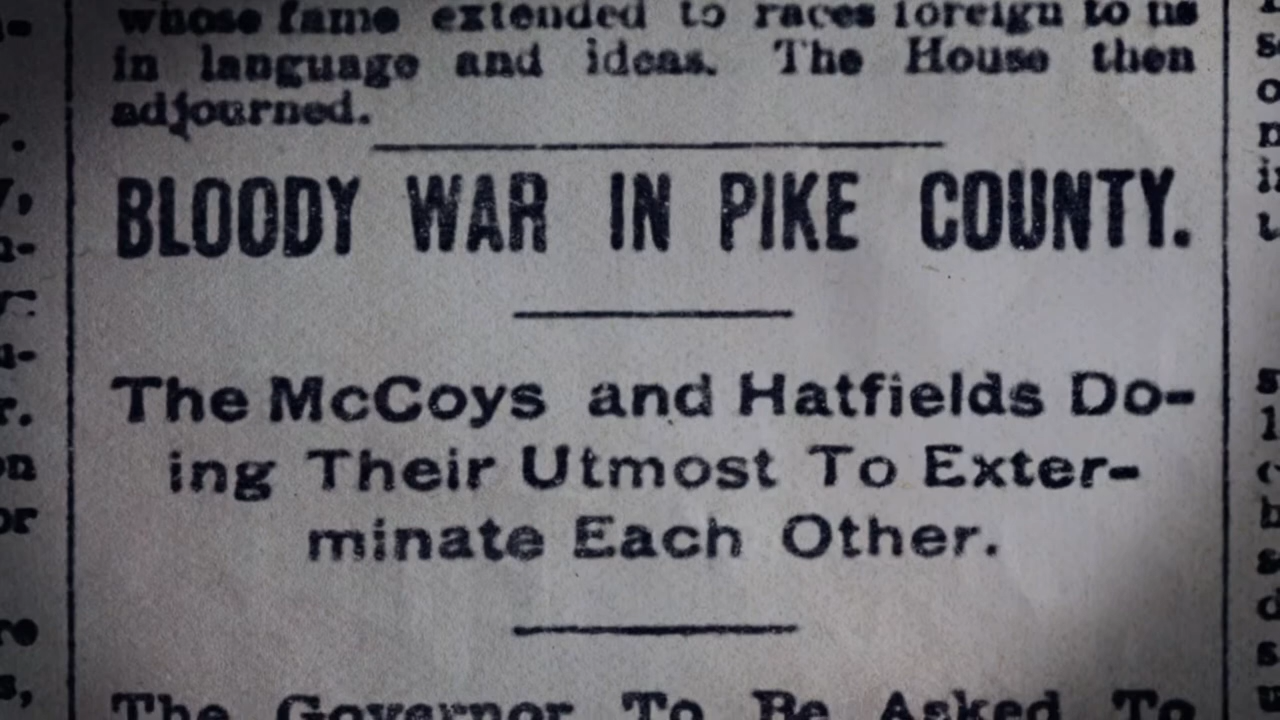 whose fame extended to races foreign to us
in language and ideas. The House then
adjourned.
BLOODY WAR IN PIKE COUNTY.
The McCoys and Hatfields Do-
ing Their Utmost To Exter-
minate Each Other.
The Governor To Be Asked To